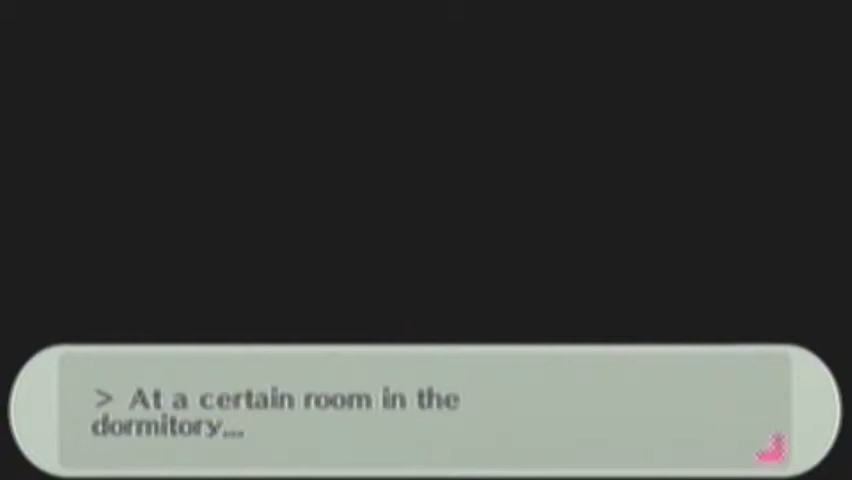 > At a certain room in the
dormitory...